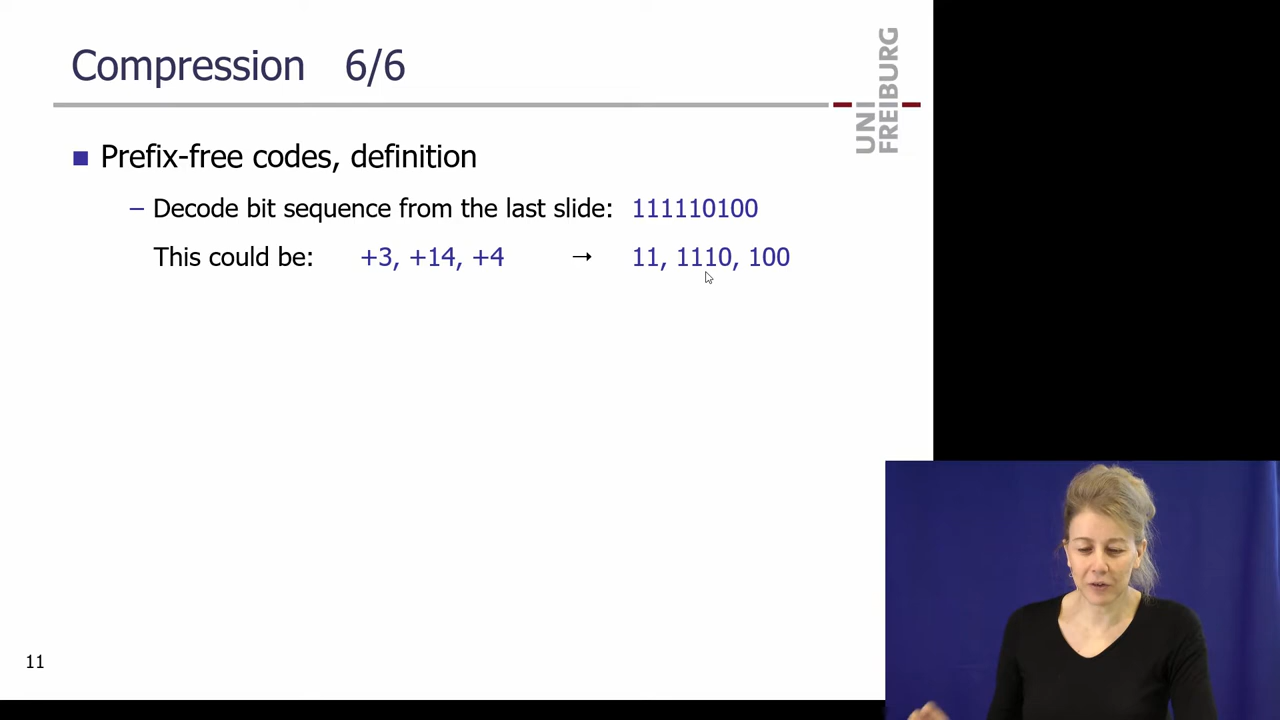 Compression 6/6
UNI
FREIBURG
Prefix-free codes, definition
– Decode bit sequence from the last slide: 111110100
This could be: +3, +14, +4 → 11, 1110, 100
11